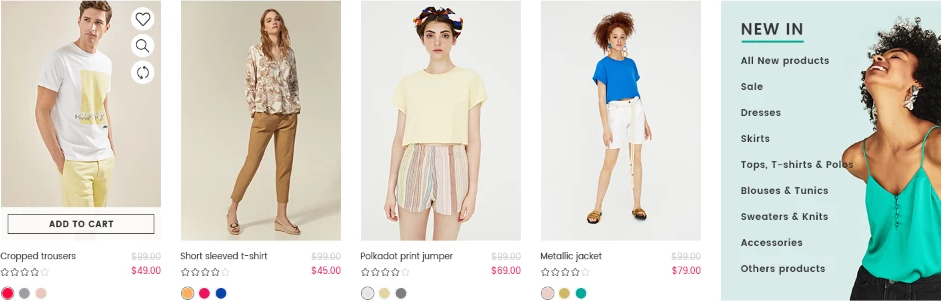 ADD TO CART
Cropped trousers $99.00
$49.00
Short sleeved t-shirt $99.00
$45.00
Polkadot print jumper $99.00
$69.00
Metallic jacket $99.00
$79.00
NEW IN
All New products
Sale
Dresses
Skirts
Tops, T-shirts & Polos
Blouses & Tunics
Sweaters & Knits
Accessories
Others products